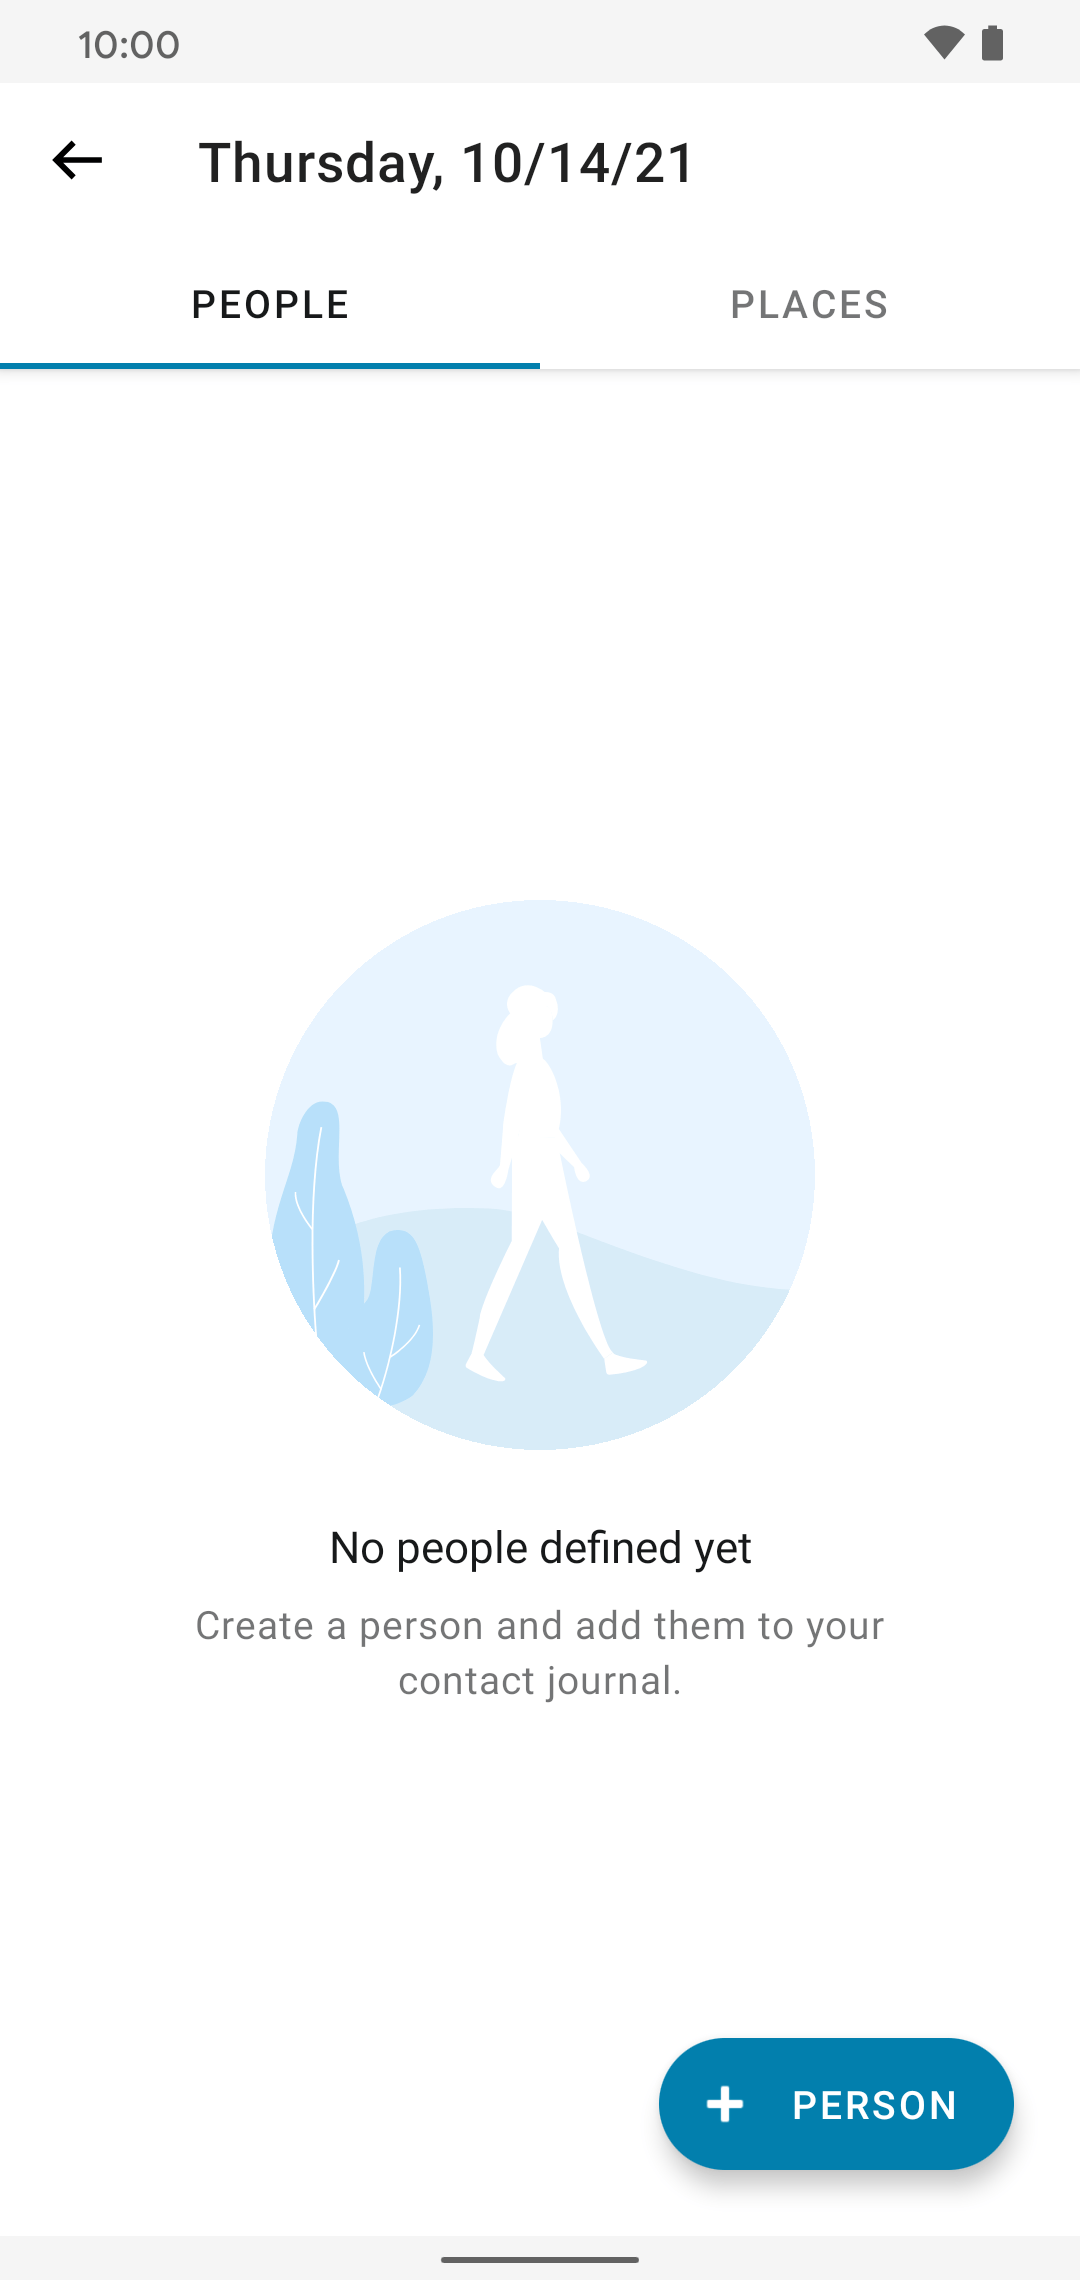 10:00
Thursday, 10/14/21
PEOPLE
PLACES
No people defined yet
Create a person and add them to your
contact journal.
PERSON